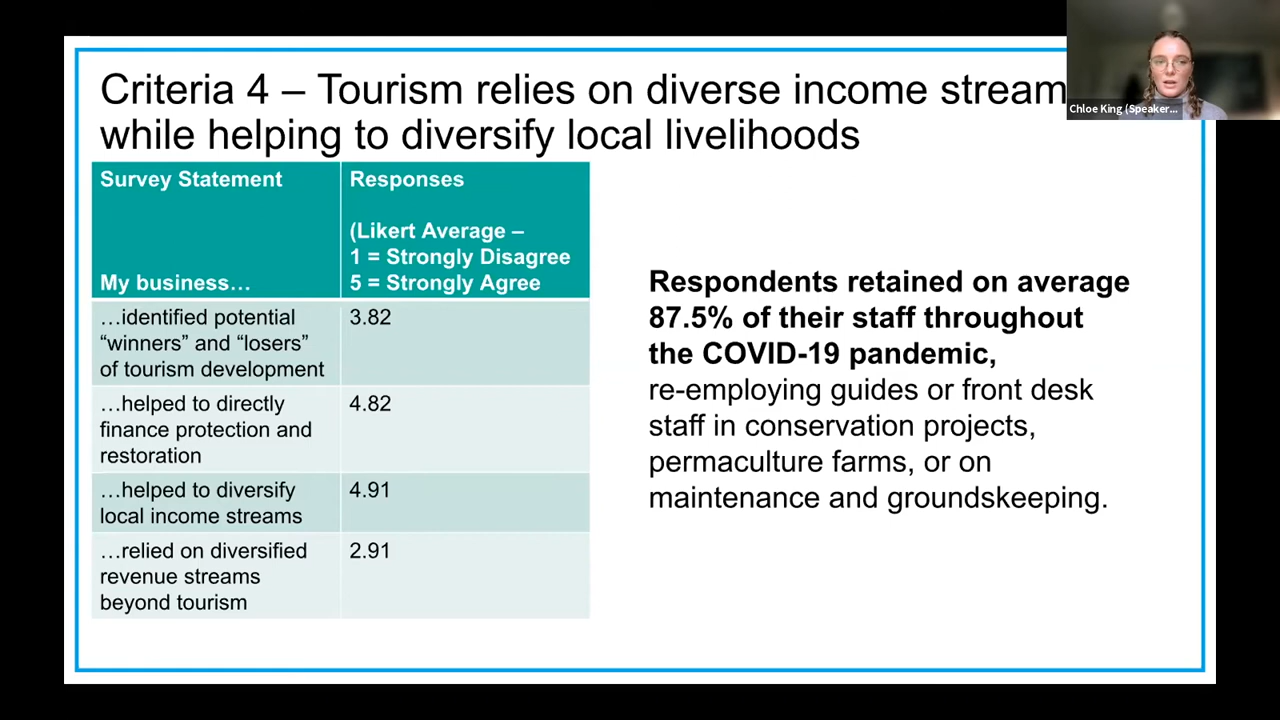 Criteria 4 – Tourism relies on diverse income stream
while helping to diversify local livelihoods
Chloe King (Speaker...
Survey Statement
My business…
Responses
(Likert Average –
1 = Strongly Disagree
5 = Strongly Agree
…identified potential
“winners” and “losers”
of tourism development
3.82
…helped to directly
finance protection and
restoration
4.82
…helped to diversify
local income streams
4.91
…relied on diversified
revenue streams
beyond tourism
2.91
Respondents retained on average
87.5% of their staff throughout
the COVID-19 pandemic,
re-employing guides or front desk
staff in conservation projects,
permaculture farms, or on
maintenance and groundskeeping.